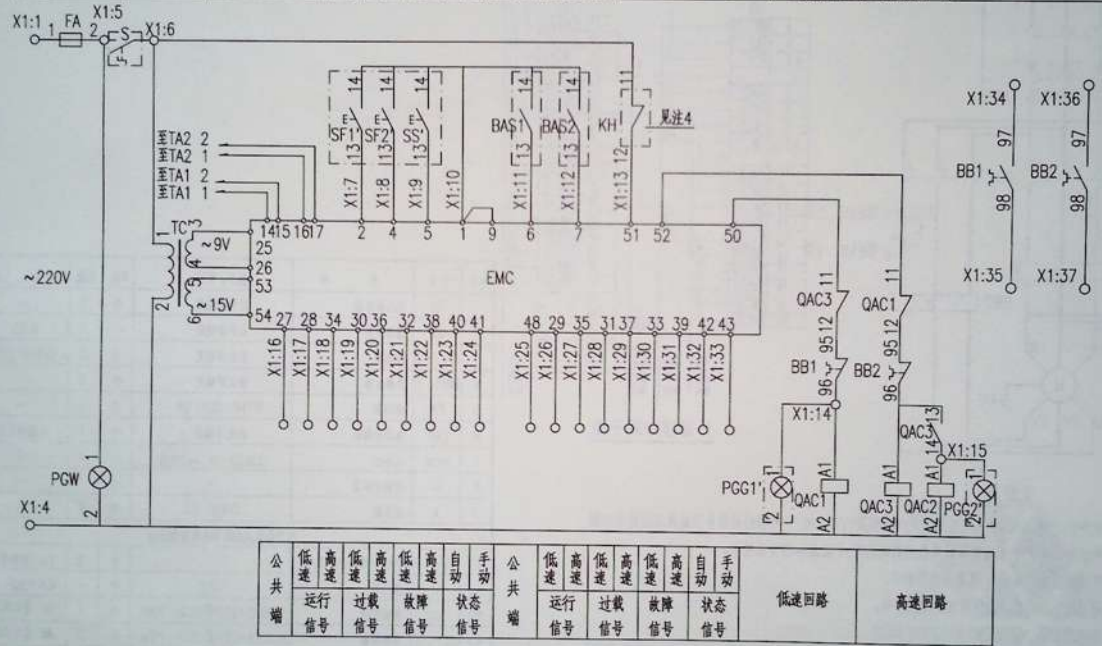 X1:1
1
FA
2
X1:5
S
F
X1:6
至TA2 2
至TA2 1
至TA1 2
至TA1 1
14
14
14
14
14
11
E
SF1'
E
SF2'
E
SS'
BAS1
BAS2
KH
见注4
13
13
13
13
13
12
X1:7
X1:8
X1:9
X1:10
X1:11
X1:12
X1:13
X1:34
X1:36
97
97
BB1
BB2
98
98
X1:35
X1:37
~220V
1
2
TC
3
4
5
6
~9V
~15V
14 15 16 17 2 4 5 1 9 6 7 51 52 50
25
26
53
54
EMC
27 28 34 30 36 32 38 40 41 48 29 35 31 37 33 39 42 43
X1:16
X1:17
X1:18
X1:19
X1:20
X1:21
X1:22
X1:23
X1:24
X1:25
X1:26
X1:27
X1:28
X1:29
X1:30
X1:31
X1:32
X1:33
11
11
QAC3
QAC1
12
12
95
95
BB1
BB2
96
96
X1:14
13
QAC3
14
X1:15
PGW
1
2
X1:4
PGG1'
1
2
A1
QAC1
A2
A1
QAC3
A2
A1
QAC2
A2
1
PGG2'
2
公共端 低速 高速 低速 高速 低速 高速 自动 手动 公共端 低速 高速 低速 高速 低速 高速 自动 手动 低速回路 高速回路
运行信号 过载信号 故障信号 状态信号 运行信号 过载信号 故障信号 状态信号